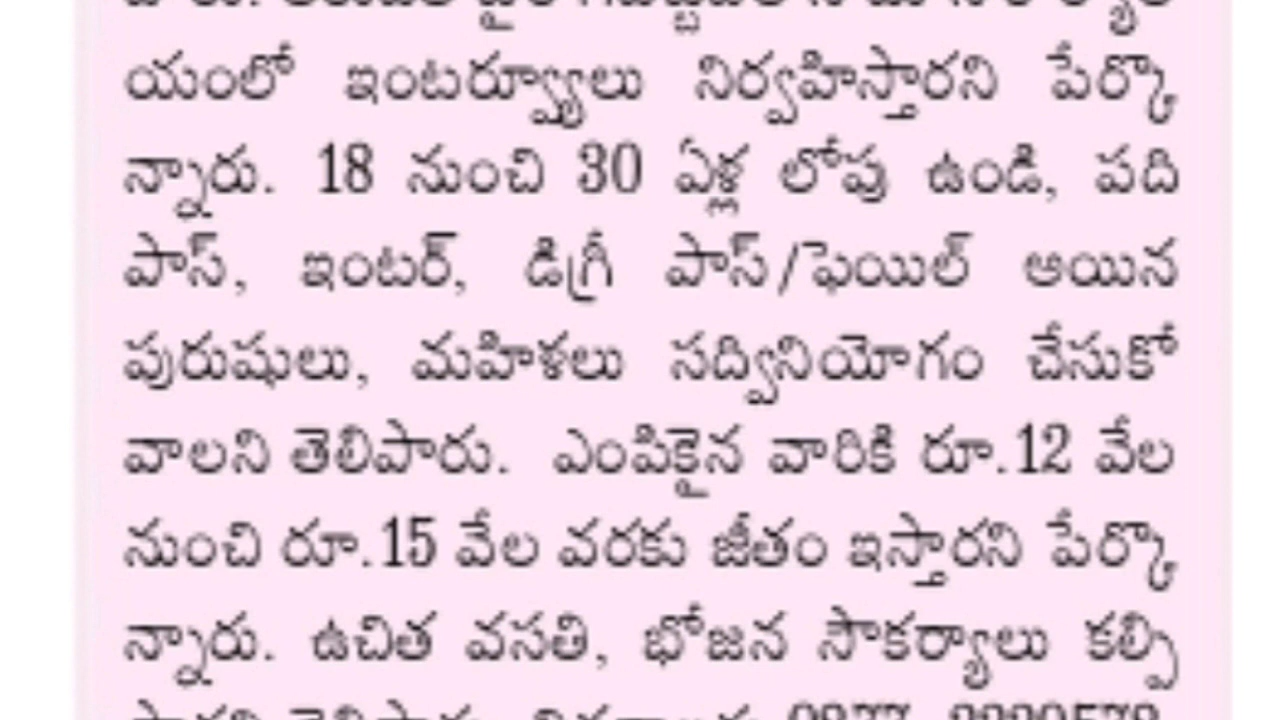 యంలో ఇంటర్వ్యూలు నిర్వహిస్తారని పేర్కొ
న్నారు. 18 నుంచి 30 ఏళ్ల లోపు ఉండి, పది
పాస్, ఇంటర్, డిగ్రీ పాస్/ఫెయిల్ అయిన
పురుషులు, మహిళలు సద్వినియోగం చేసుకో
వాలని తెలిపారు. ఎంపికైన వారికి రూ.12 వేల
నుంచి రూ.15 వేల వరకు జీతం ఇస్తారని పేర్కొ
న్నారు. ఉచిత వసతి, భోజన సౌకర్యాలు కల్పి